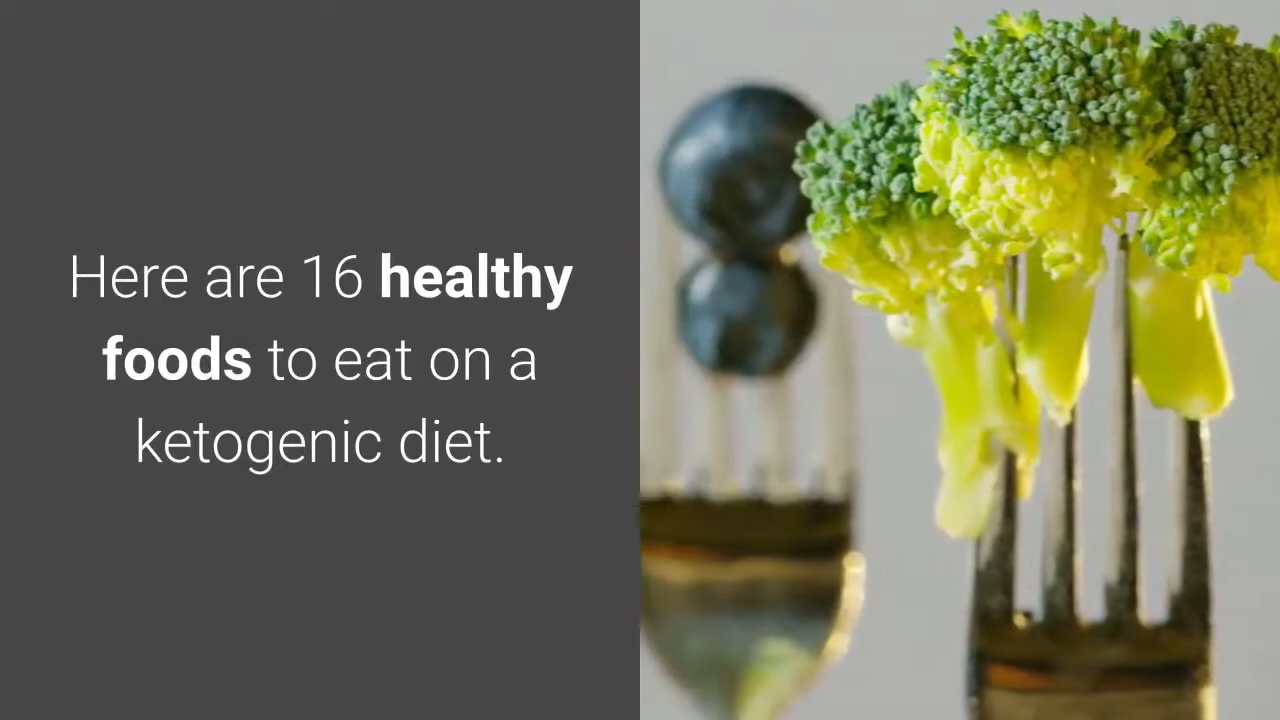 Here are 16 healthy
foods to eat on a
ketogenic diet.